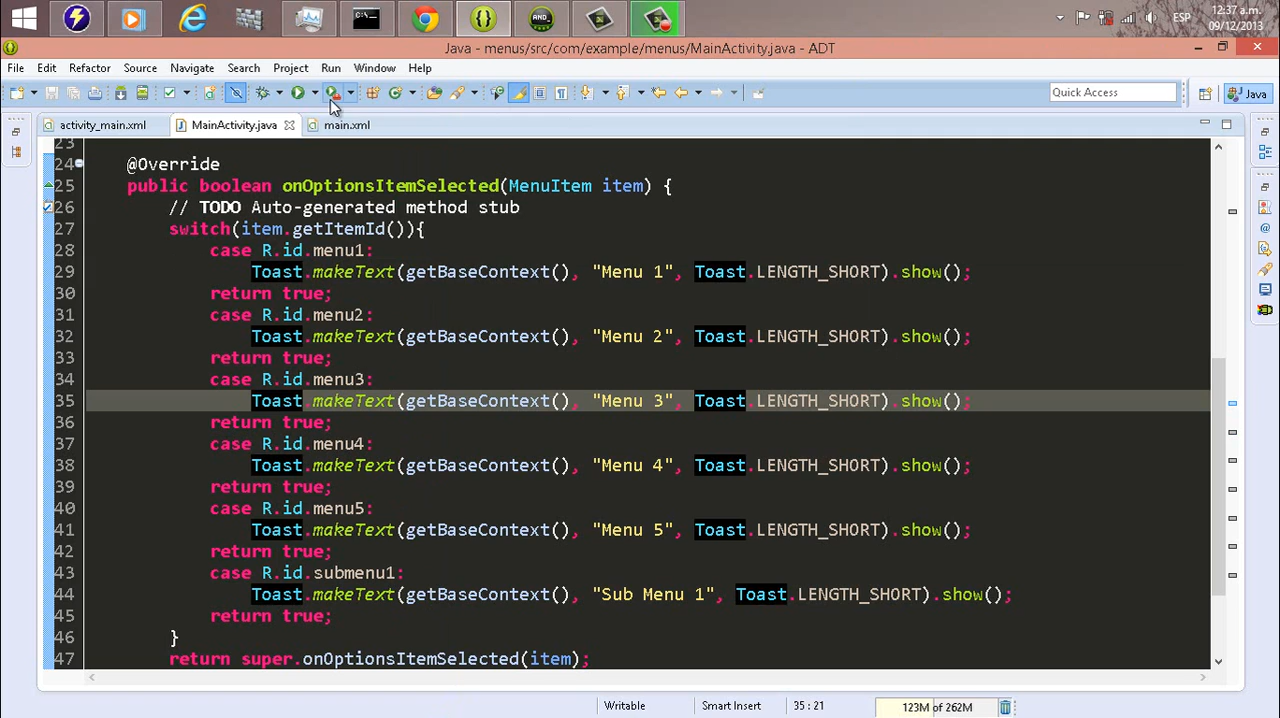 AND.
ESP
12:37 a.m.
09/12/2013
Java - menus/src/com/example/menus/MainActivity.java - ADT
File Edit Refactor Source Navigate Search Project Run Window Help
Quick Access
Java
activity_main.xml
MainActivity.java
main.xml
23
24 @Override
25 public boolean onOptionsItemSelected(MenuItem item) {
26 // TODO Auto-generated method stub
27 switch(item.getItemId()){
28 case R.id.menu1:
29 Toast.makeText(getBaseContext(), "Menu 1", Toast.LENGTH_SHORT).show();
30 return true;
31 case R.id.menu2:
32 Toast.makeText(getBaseContext(), "Menu 2", Toast.LENGTH_SHORT).show();
33 return true;
34 case R.id.menu3:
35 Toast.makeText(getBaseContext(), "Menu 3", Toast.LENGTH_SHORT).show();
36 return true;
37 case R.id.menu4:
38 Toast.makeText(getBaseContext(), "Menu 4", Toast.LENGTH_SHORT).show();
39 return true;
40 case R.id.menu5:
41 Toast.makeText(getBaseContext(), "Menu 5", Toast.LENGTH_SHORT).show();
42 return true;
43 case R.id.submenu1:
44 Toast.makeText(getBaseContext(), "Sub Menu 1", Toast.LENGTH_SHORT).show();
45 return true;
46 }
47 return super.onOptionsItemSelected(item);
Writable
Smart Insert
35 : 21
123M of 262M